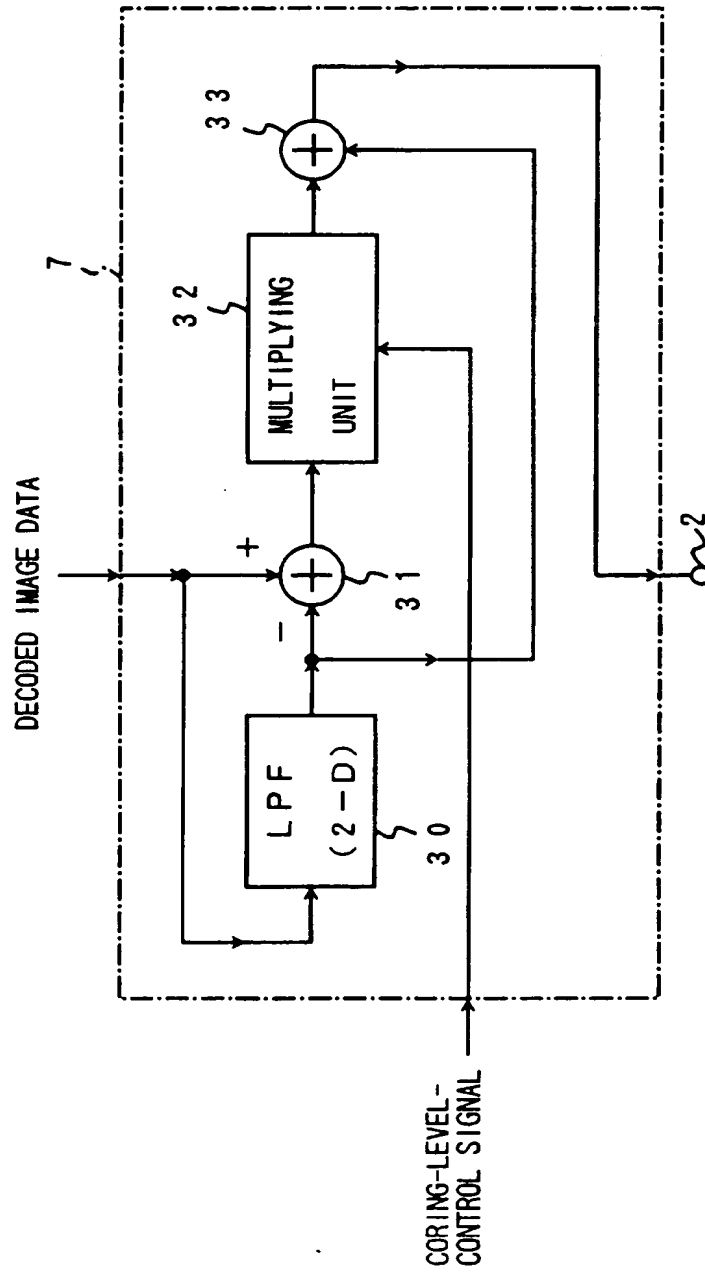 DECODED IMAGE DATA
7
LPF
(2-D)
30
-
+
31
32
MULTIPLYING
UNIT
33
CORING-LEVEL-
CONTROL SIGNAL
2